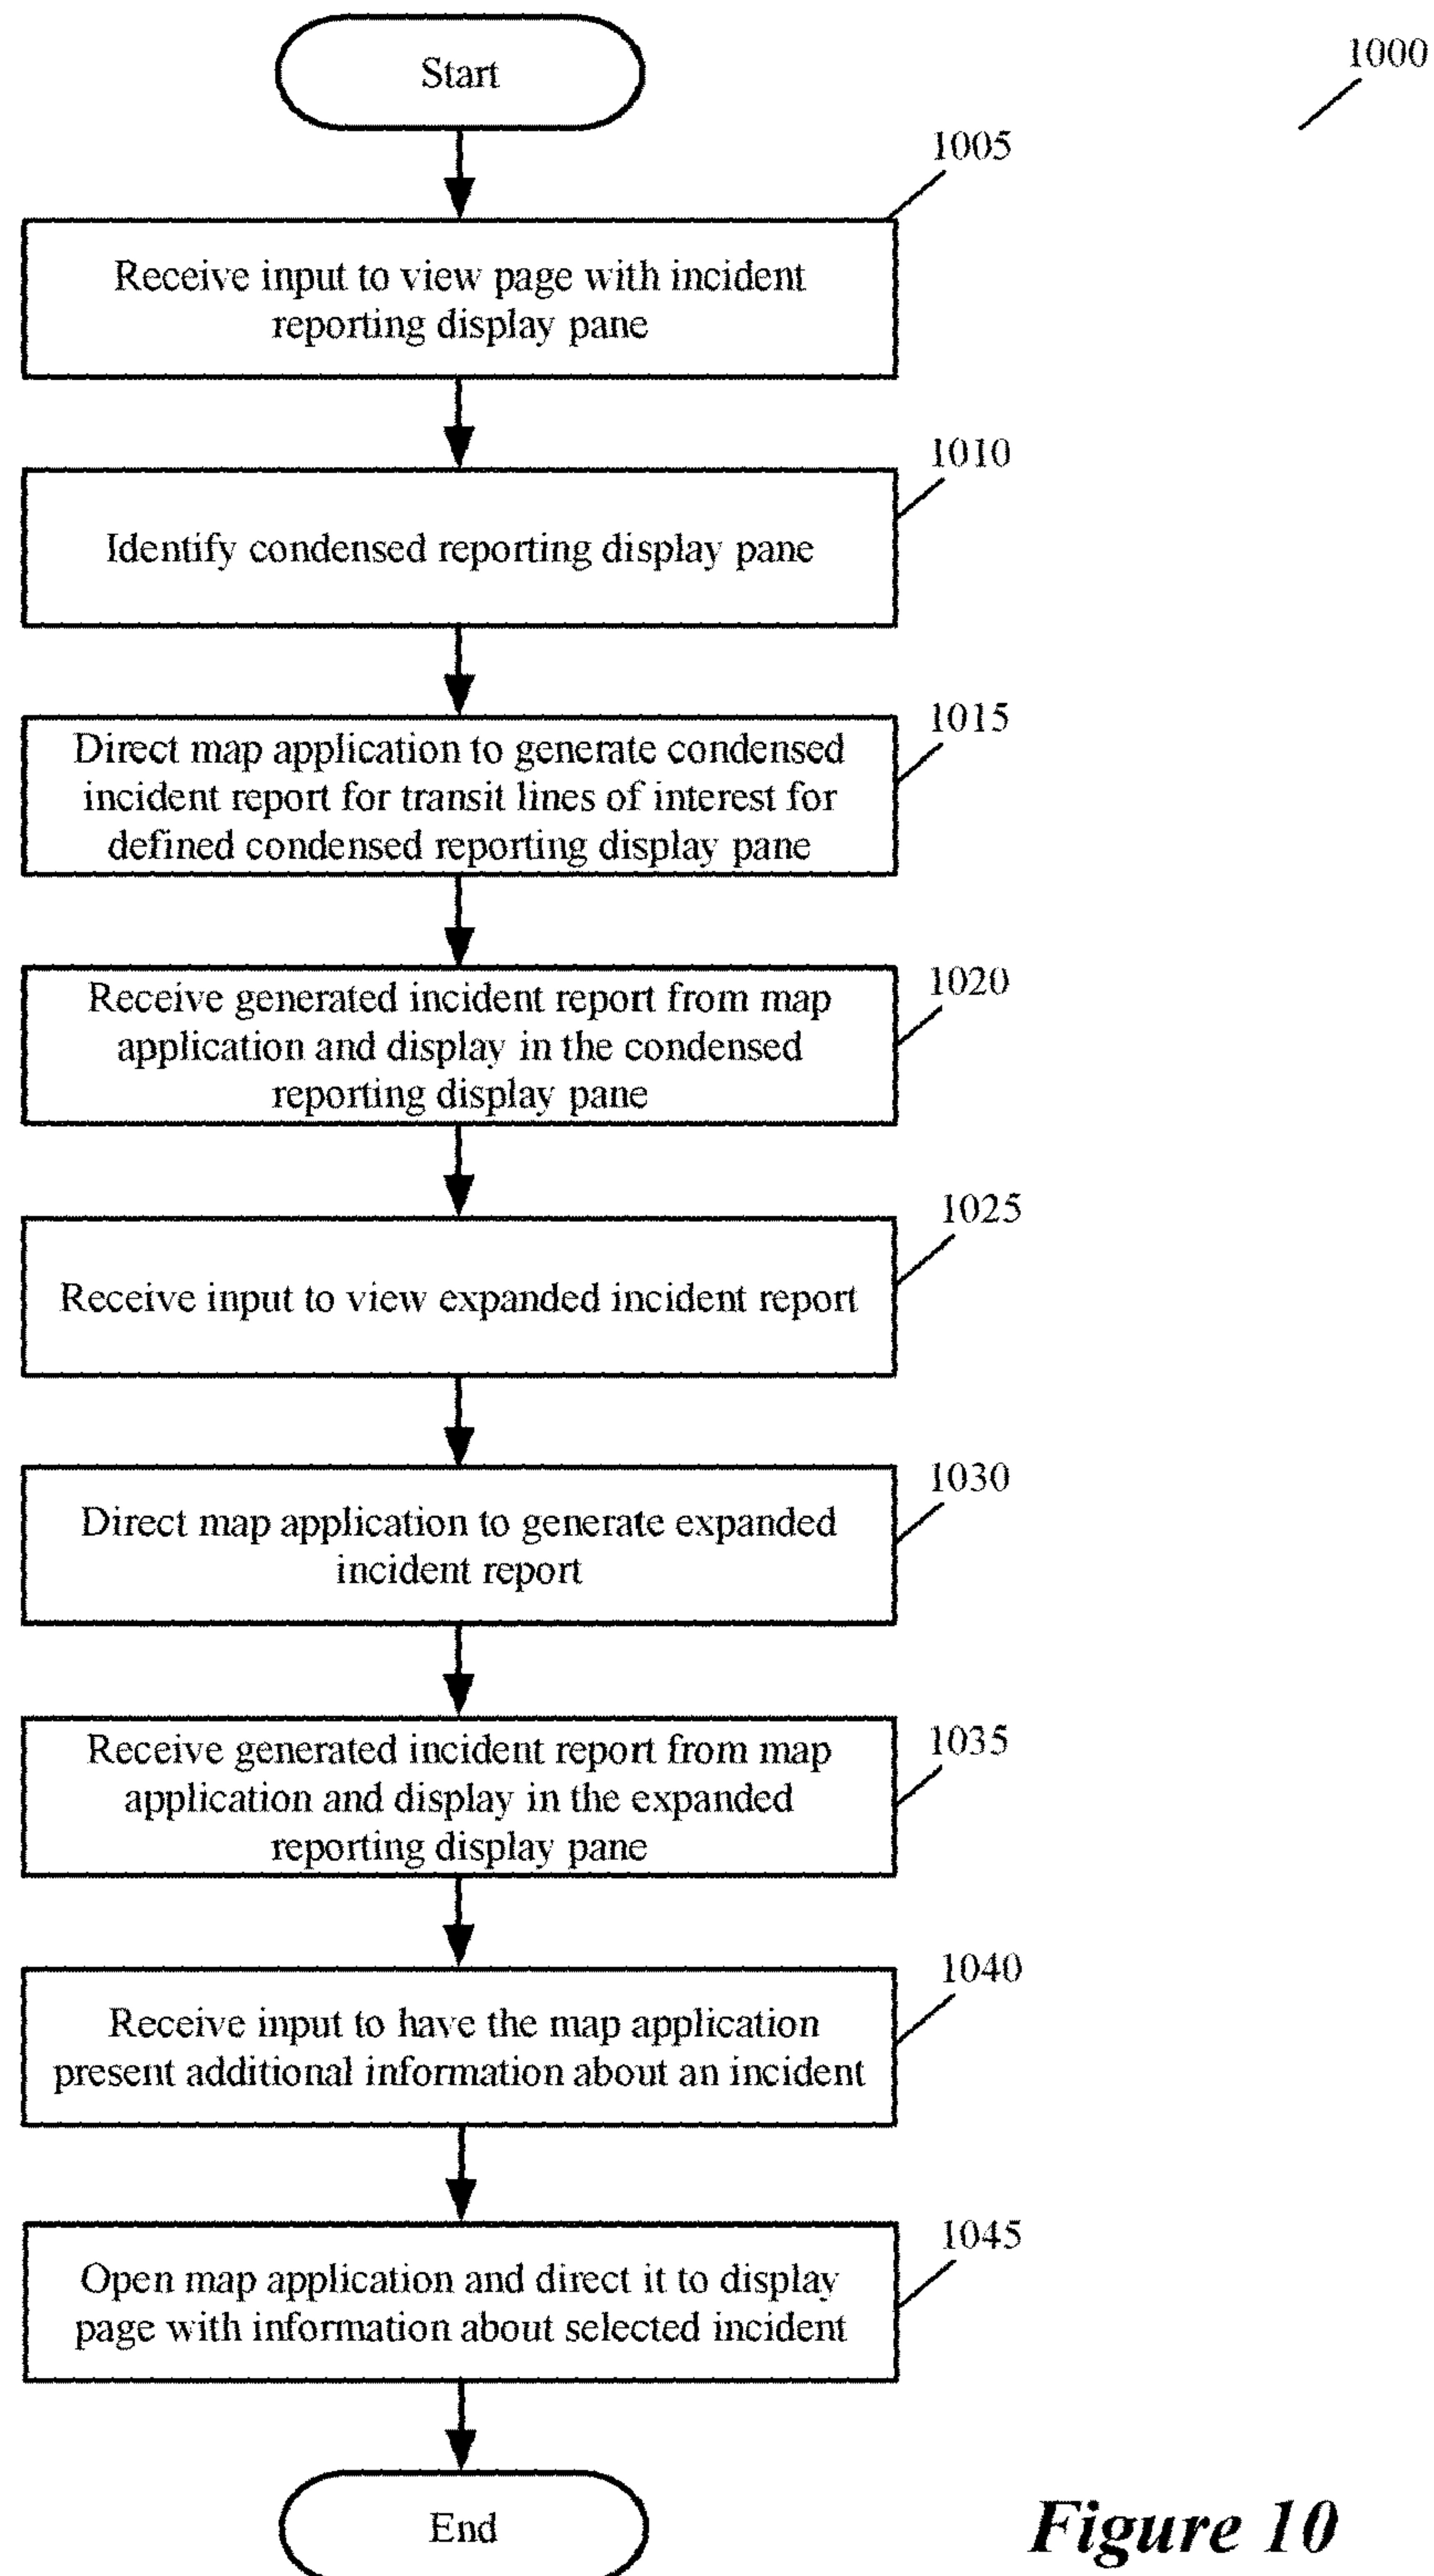 Start
1000
1005
Receive input to view page with incident
reporting display pane
1010
Identify condensed reporting display pane
1015
Direct map application to generate condensed
incident report for transit lines of interest for
defined condensed reporting display pane
1020
Receive generated incident report from map
application and display in the condensed
reporting display pane
1025
Receive input to view expanded incident report
1030
Direct map application to generate expanded
incident report
1035
Receive generated incident report from map
application and display in the expanded
reporting display pane
1040
Receive input to have the map application
present additional information about an incident
1045
Open map application and direct it to display
page with information about selected incident
End
Figure 10